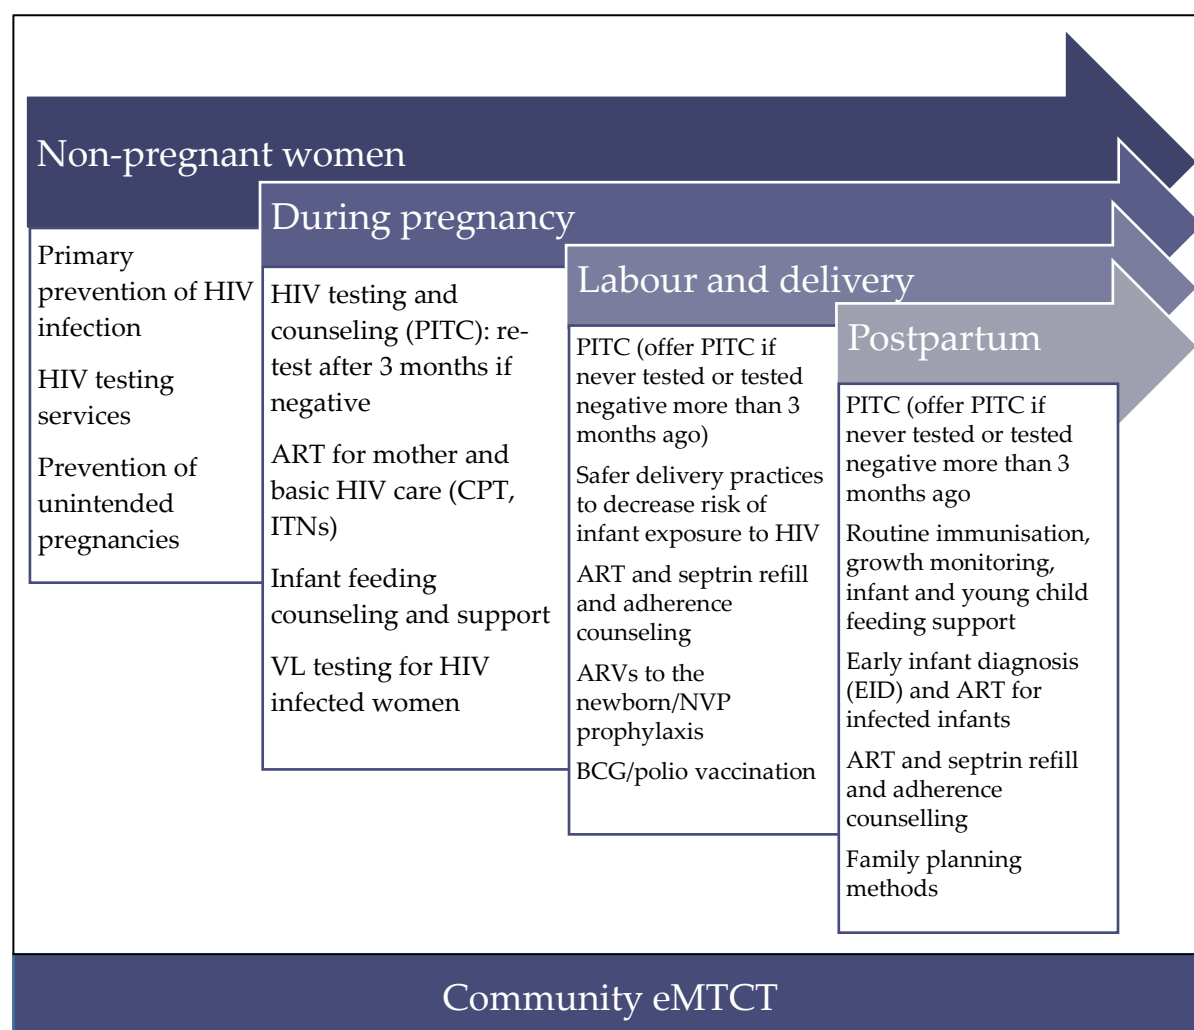 Non-pregnant women
Primary
prevention of HIV
infection
HIV testing
services
Prevention of
unintended
pregnancies
During pregnancy
HIV testing and
counseling (PITC): re-
test after 3 months if
negative
ART for mother and
basic HIV care (CPT,
ITNs)
Infant feeding
counseling and support
VL testing for HIV
infected women
Labour and delivery
PITC (offer PITC if
never tested or tested
negative more than 3
months ago)
Safer delivery practices
to decrease risk of
infant exposure to HIV
ART and septrin refill
and adherence
counseling
ARVs to the
newborn/NVP
prophylaxis
BCG/polio vaccination
Postpartum
PITC (offer PITC if
never tested or tested
negative more than 3
months ago
Routine immunisation,
growth monitoring,
infant and young child
feeding support
Early infant diagnosis
(EID) and ART for
infected infants
ART and septrin refill
and adherence
counselling
Family planning
methods
Community eMTCT